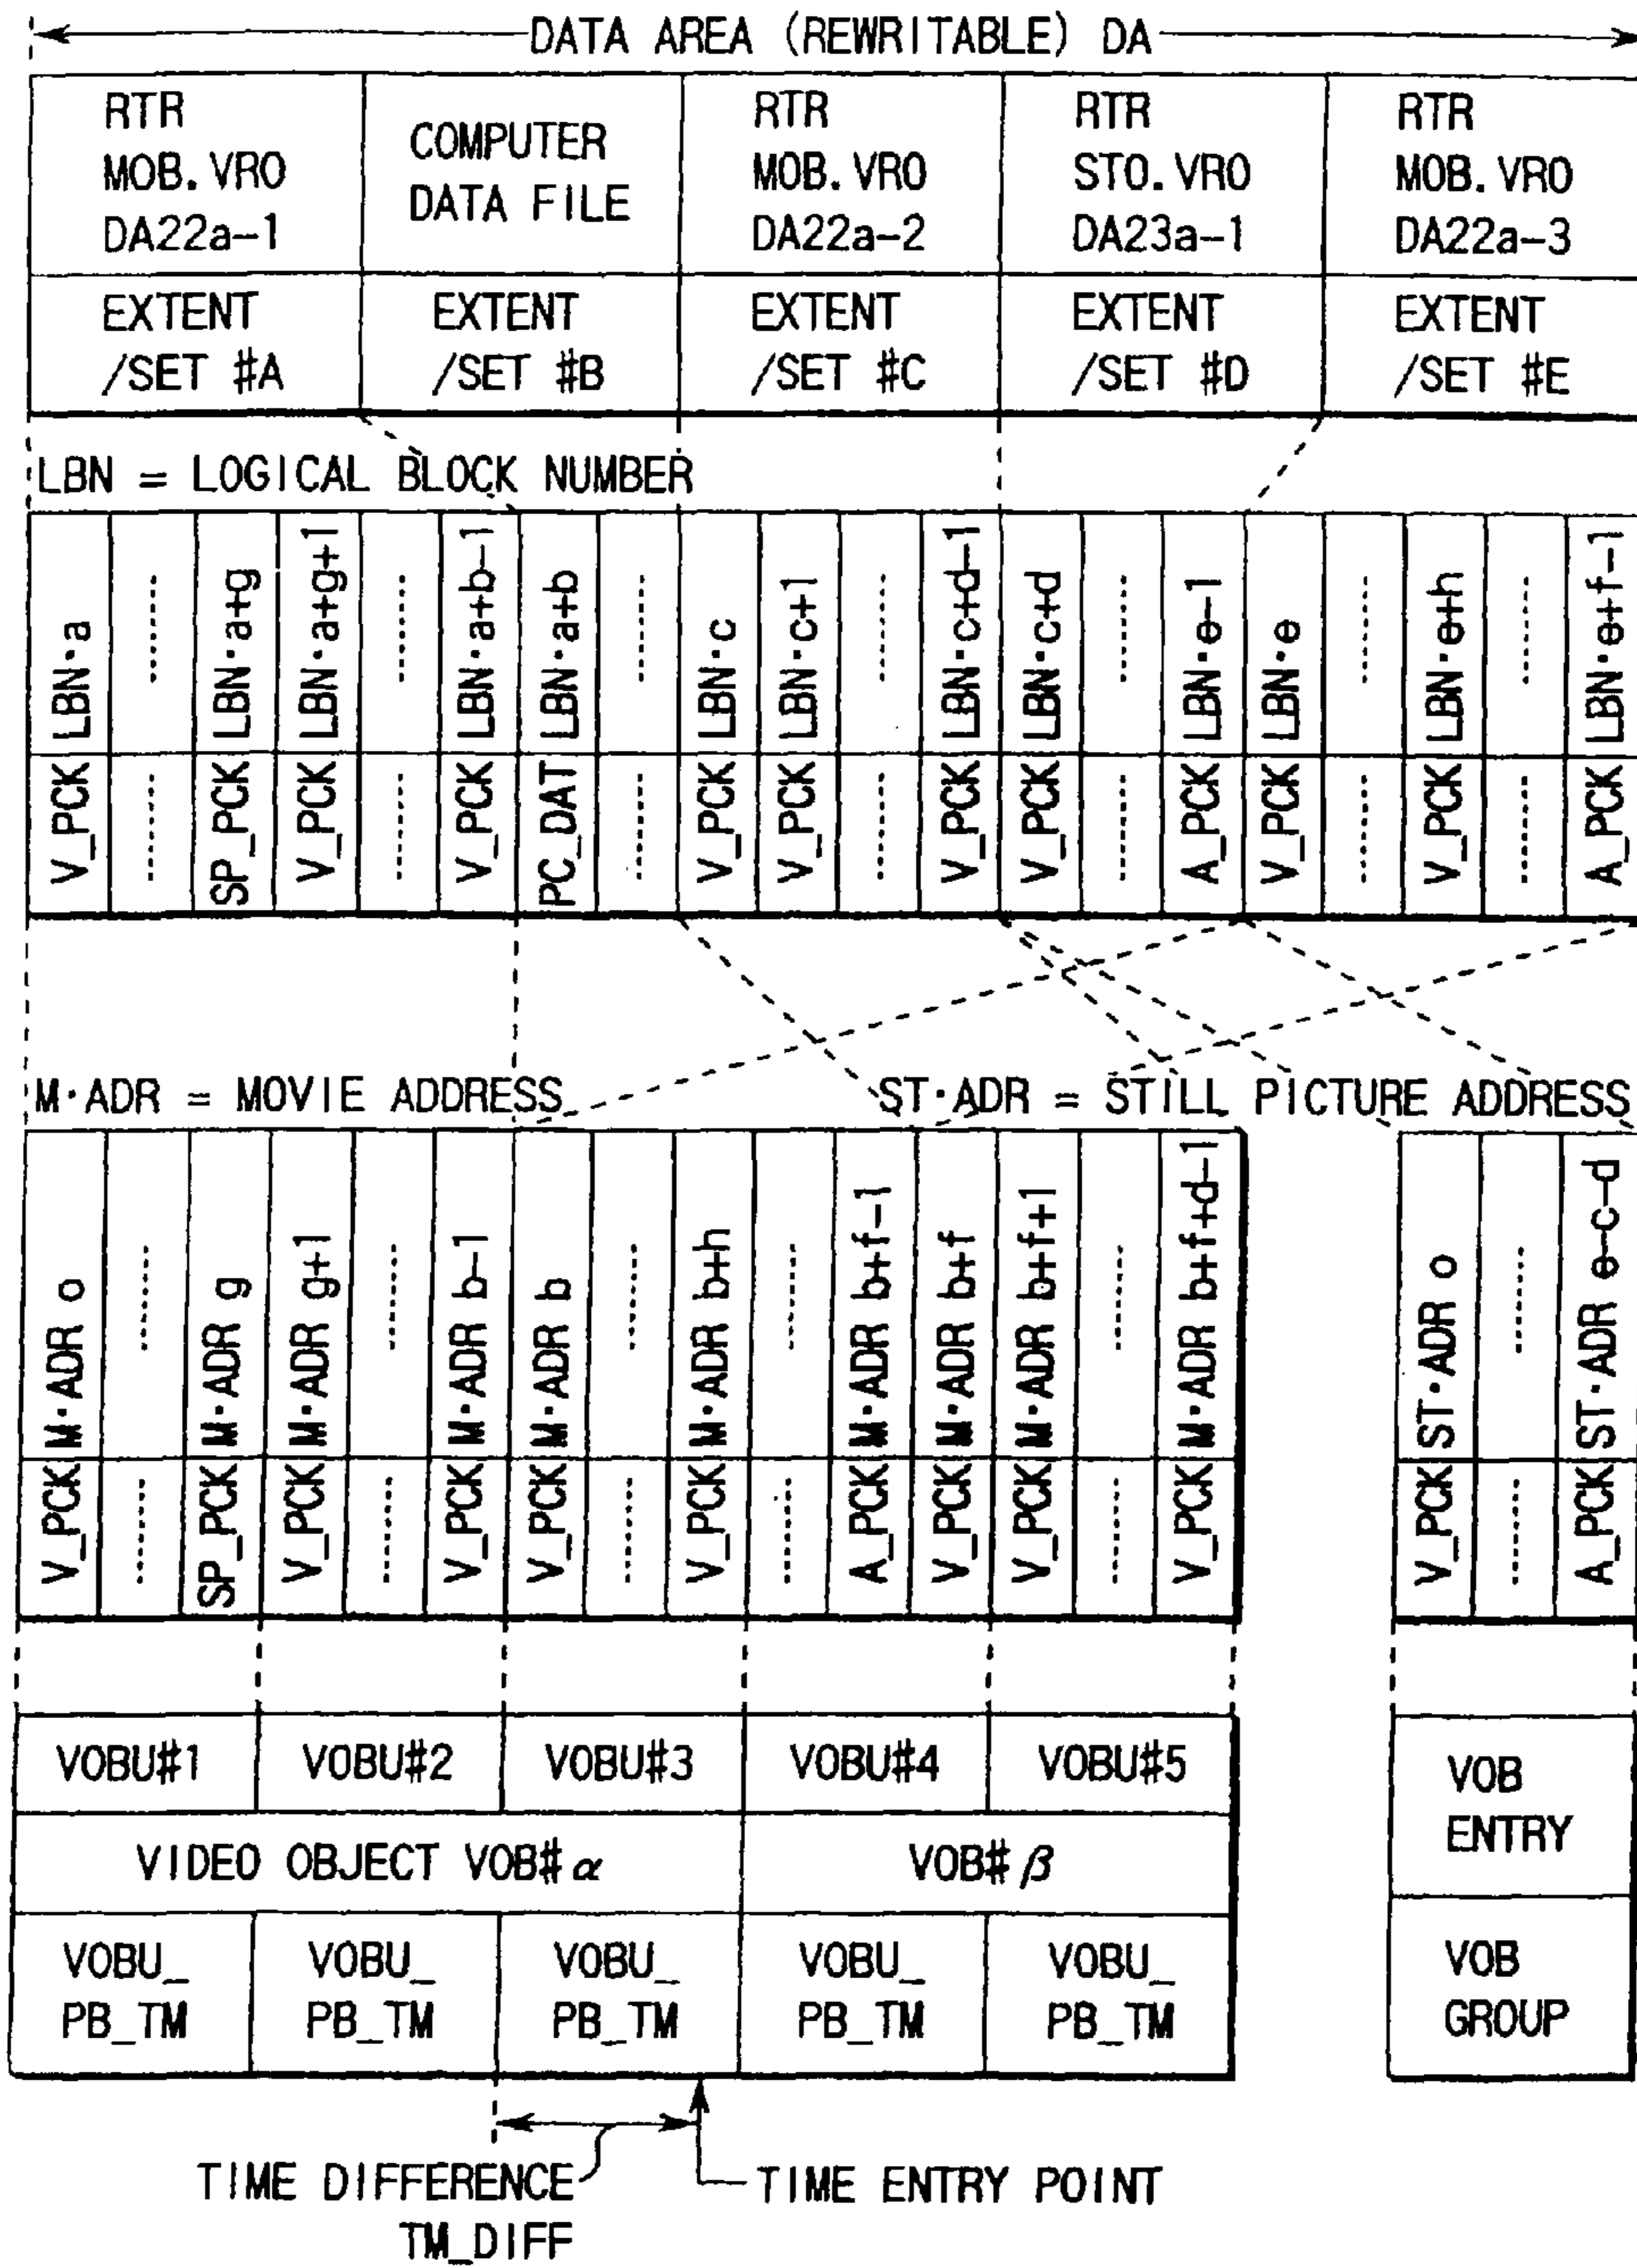 DATA AREA (REWRITABLE) DA
RTR MOB.VRO DA22a-1
COMPUTER DATA FILE
RTR MOB.VRO DA22a-2
RTR STO.VRO DA23a-1
RTR MOB.VRO DA22a-3
EXTENT /SET #A
EXTENT /SET #B
EXTENT /SET #C
EXTENT /SET #D
EXTENT /SET #E
LBN = LOGICAL BLOCK NUMBER
V_PCK LBN·a
SP_PCK LBN·a+g
V_PCK LBN·a+g+1
V_PCK LBN·a+b-1
PC_DAT LBN·a+b
V_PCK LBN·c
V_PCK LBN·c+1
V_PCK LBN·c+d-1
V_PCK LBN·c+d
A_PCK LBN·e-1
V_PCK LBN·e
V_PCK LBN·e+h
A_PCK LBN·e+f-1
M·ADR = MOVIE ADDRESS
ST·ADR = STILL PICTURE ADDRESS
V_PCK M·ADR o
SP_PCK M·ADR g
V_PCK M·ADR g+1
V_PCK M·ADR b-1
V_PCK M·ADR b
V_PCK M·ADR b+h
A_PCK M·ADR b+f-1
V_PCK M·ADR b+f
V_PCK M·ADR b+f+1
V_PCK M·ADR b+f+d-1
V_PCK ST·ADR o
A_PCK ST·ADR e-c-d
VOBU#1
VOBU#2
VOBU#3
VOBU#4
VOBU#5
VOB ENTRY
VIDEO OBJECT VOB#α
VOB#β
VOBU_ PB_TM
VOBU_ PB_TM
VOBU_ PB_TM
VOBU_ PB_TM
VOBU_ PB_TM
VOB GROUP
TIME DIFFERENCE TM_DIFF
TIME ENTRY POINT